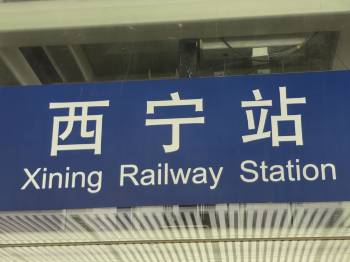 西宁站
Xining Railway Station